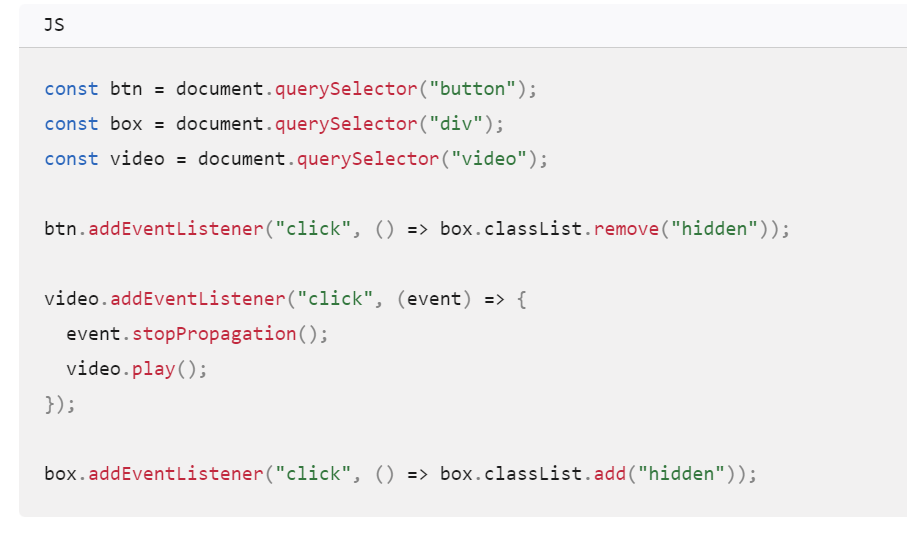 JS
const btn = document.querySelector("button");
const box = document.querySelector("div");
const video = document.querySelector("video");
btn.addEventListener("click", () => box.classList.remove("hidden"));
video.addEventListener("click", (event) => {
  event.stopPropagation();
  video.play();
});
box.addEventListener("click", () => box.classList.add("hidden"));